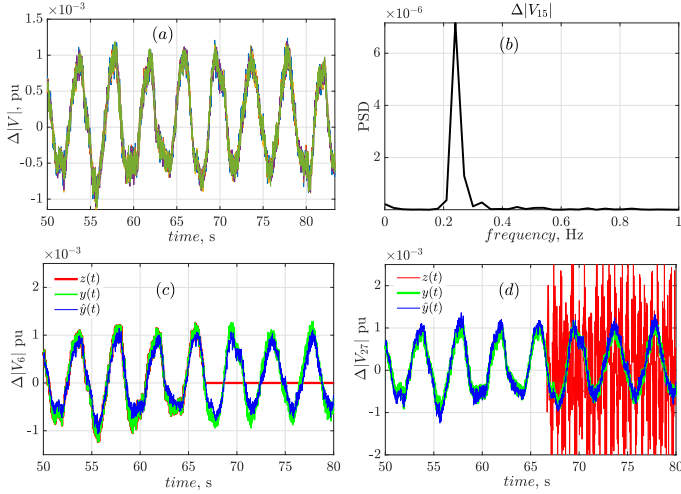 ×10⁻³
(a)
Δ|V|, pu
1.5
1
0.5
0
-0.5
-1
50 55 60 65 70 75 80
time, s
Δ|V₁₅|
×10⁻⁶
(b)
PSD
6
4
2
0 0.2 0.4 0.6 0.8 1
frequency, Hz
×10⁻³
z(t)
y(t)
ŷ(t)
(c)
Δ|V₆| pu
2
1
0
-1
50 55 60 65 70 75 80
time, s
×10⁻³
z(t)
y(t)
ŷ(t)
(d)
Δ|V₂₇| pu
2
1
0
-1
-2
50 55 60 65 70 75 80
time, s